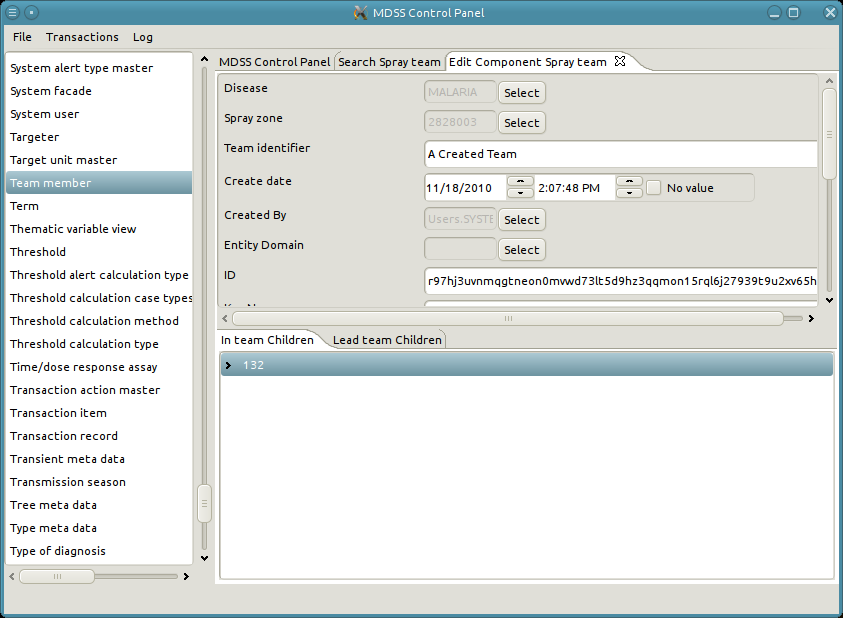 MDSS Control Panel
File Transactions Log
System alert type master
System facade
System user
Targeter
Target unit master
Team member
Term
Thematic variable view
Threshold
Threshold alert calculation type
Threshold calculation case types
Threshold calculation method
Threshold calculation type
Time/dose response assay
Transaction action master
Transaction item
Transaction record
Transient meta data
Transmission season
Tree meta data
Type meta data
Type of diagnosis
MDSS Control Panel Search Spray team Edit Component Spray team
Disease MALARIA Select
Spray zone 2828003 Select
Team identifier A Created Team
Create date 11/18/2010 2:07:48 PM No value
Created By Users.SYSTE Select
Entity Domain Select
ID r97hj3uvnmqgtneon0mvwd73lt5d9hz3qqmon15rql6j27939t9u2xv65h
In team Children Lead team Children
132